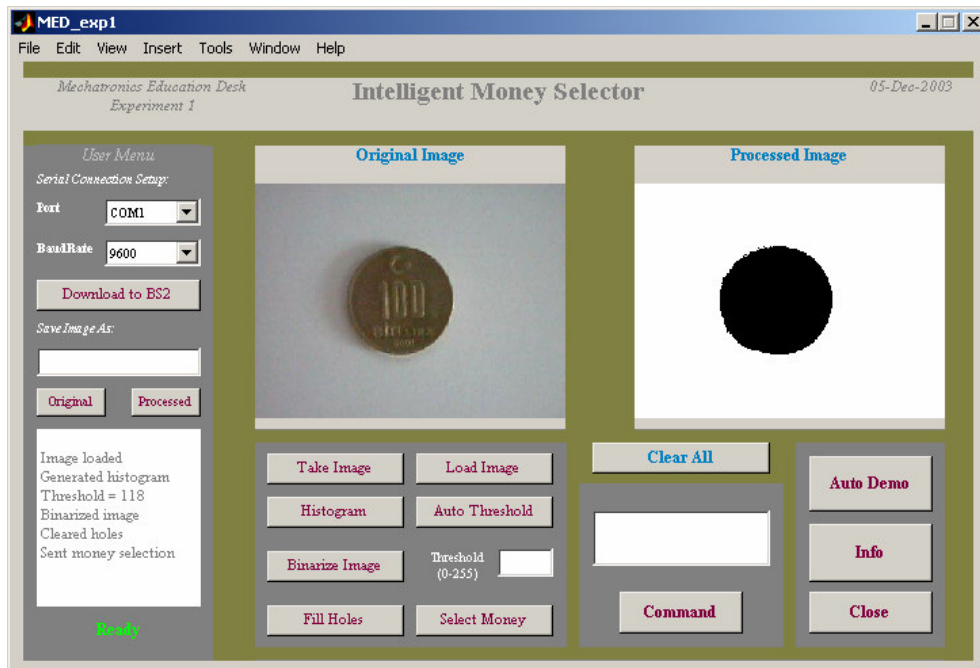 MED_exp1
File Edit View Insert Tools Window Help
Mechatronics Education Desk
Experiment 1
Intelligent Money Selector
05-Dec-2003
User Menu
Serial Connection Setup:
Port COM1
BaudRate 9600
Download to BS2
Save Image As:
Original Processed
Image loaded
Generated histogram
Threshold = 118
Binarized image
Cleared holes
Sent money selection
Ready
Original Image
100
Processed Image
Take Image Load Image
Histogram Auto Threshold
Binarize Image Threshold
(0-255)
Fill Holes Select Money
Clear All
Command
Auto Demo
Info
Close